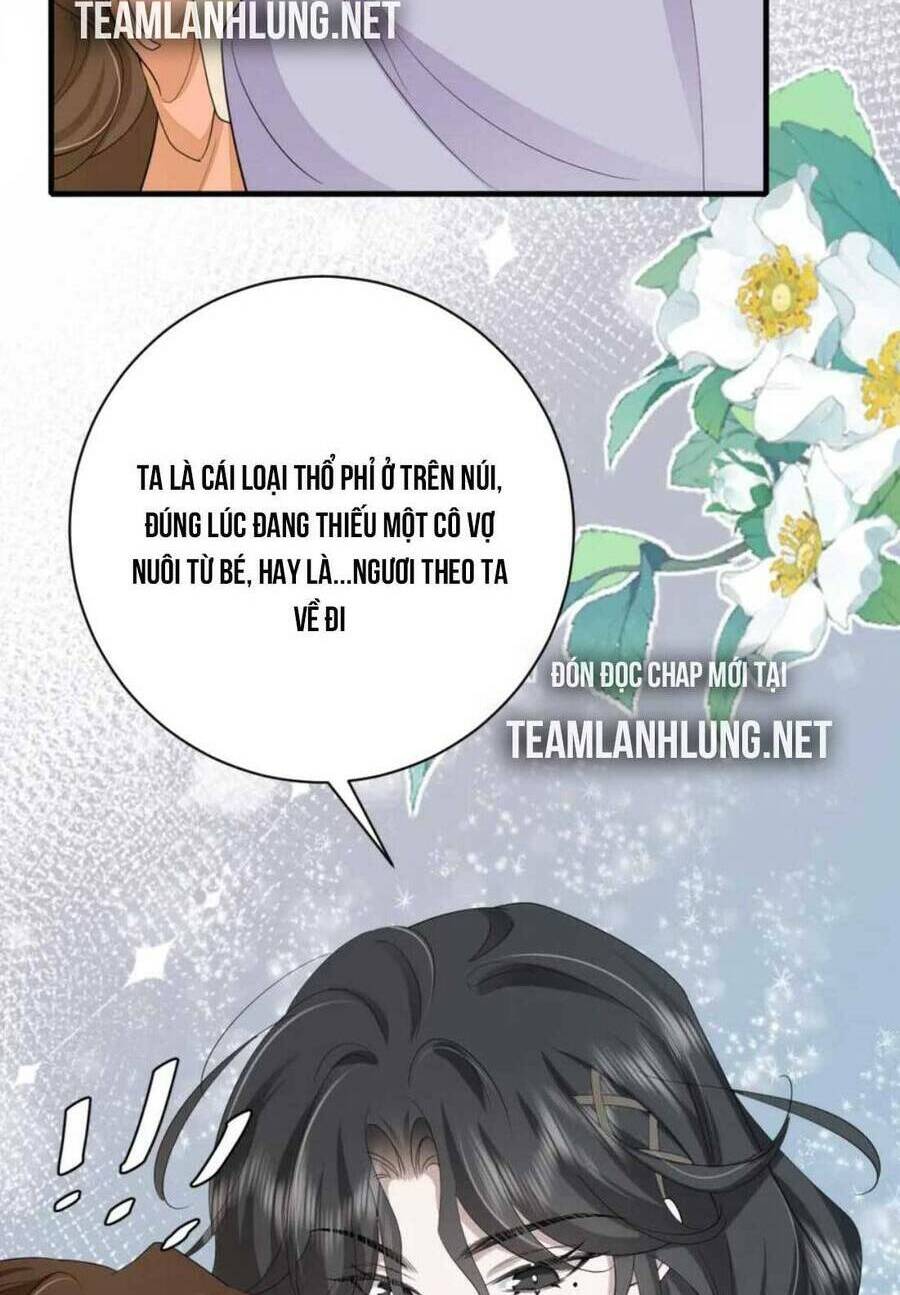 TEAMLANHLUNG.NET
TA LÀ CÁI LOẠI THỔ PHỈ Ở TRÊN NÚI,
ĐÚNG LÚC ĐANG THIẾU MỘT CÔ VỢ
NUÔI TỪ BÉ, HAY LÀ...NGƯƠI THEO TA
VỀ ĐI
ĐÓN ĐỌC CHAP MỚI TẠI
TEAMLANHLUNG.NET
!!!